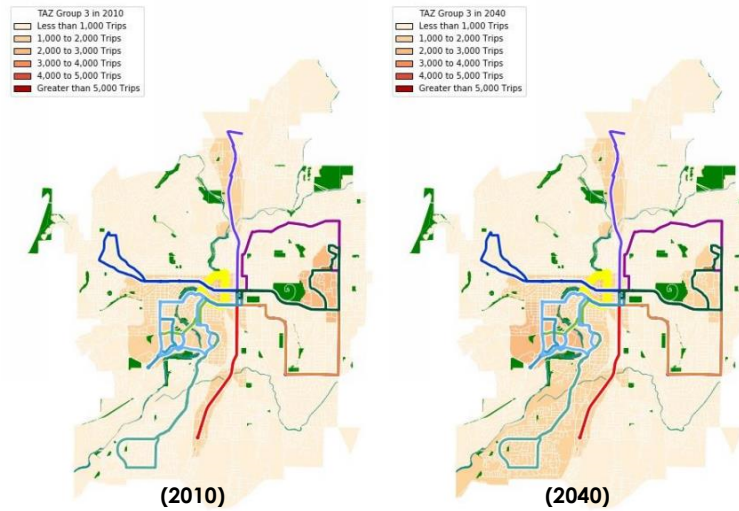 TAZ Group 3 in 2010
Less than 1,000 Trips
1,000 to 2,000 Trips
2,000 to 3,000 Trips
3,000 to 4,000 Trips
4,000 to 5,000 Trips
Greater than 5,000 Trips
(2010)
TAZ Group 3 in 2040
Less than 1,000 Trips
1,000 to 2,000 Trips
2,000 to 3,000 Trips
3,000 to 4,000 Trips
4,000 to 5,000 Trips
Greater than 5,000 Trips
(2040)